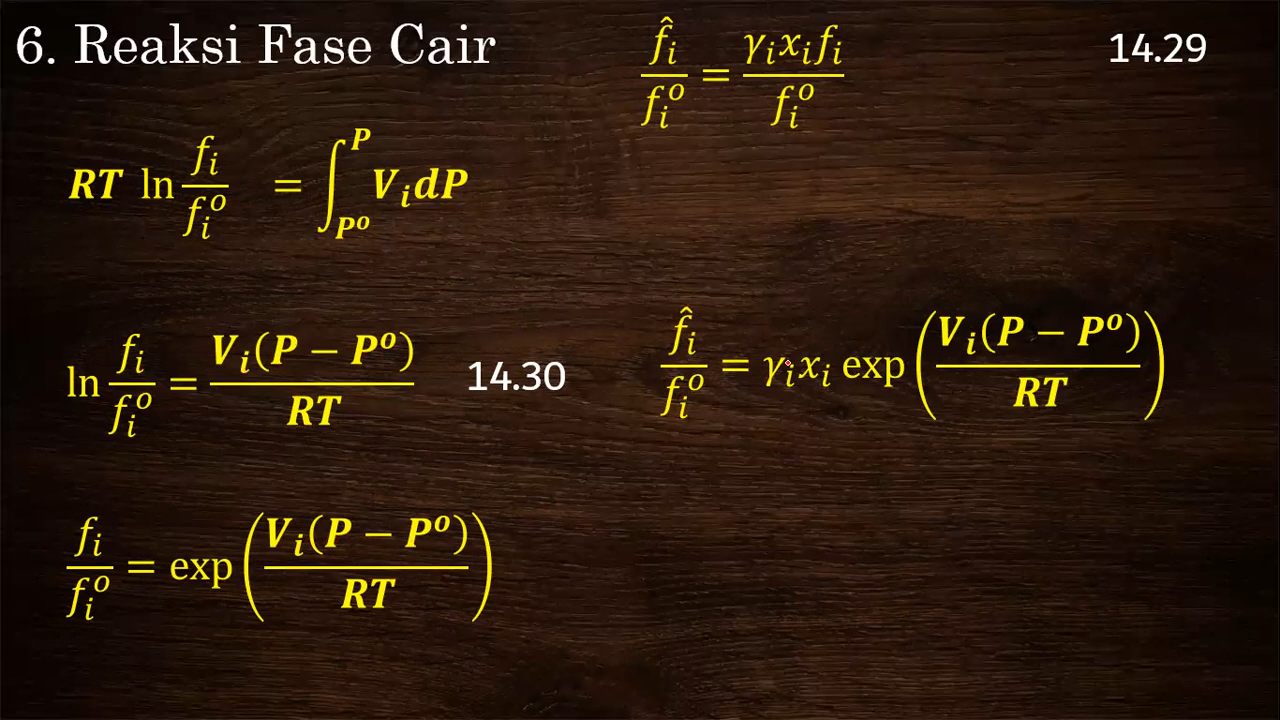 6. Reaksi Fase Cair
f̂ᵢ / fᵢᵒ = γᵢxᵢfᵢ / fᵢᵒ 14.29
RT ln fᵢ / fᵢᵒ = ∫_{Pᵒ}^{P} VᵢdP
ln fᵢ / fᵢᵒ = Vᵢ(P − Pᵒ) / RT 14.30
f̂ᵢ / fᵢᵒ = γᵢxᵢ exp(Vᵢ(P − Pᵒ) / RT)
fᵢ / fᵢᵒ = exp(Vᵢ(P − Pᵒ) / RT)